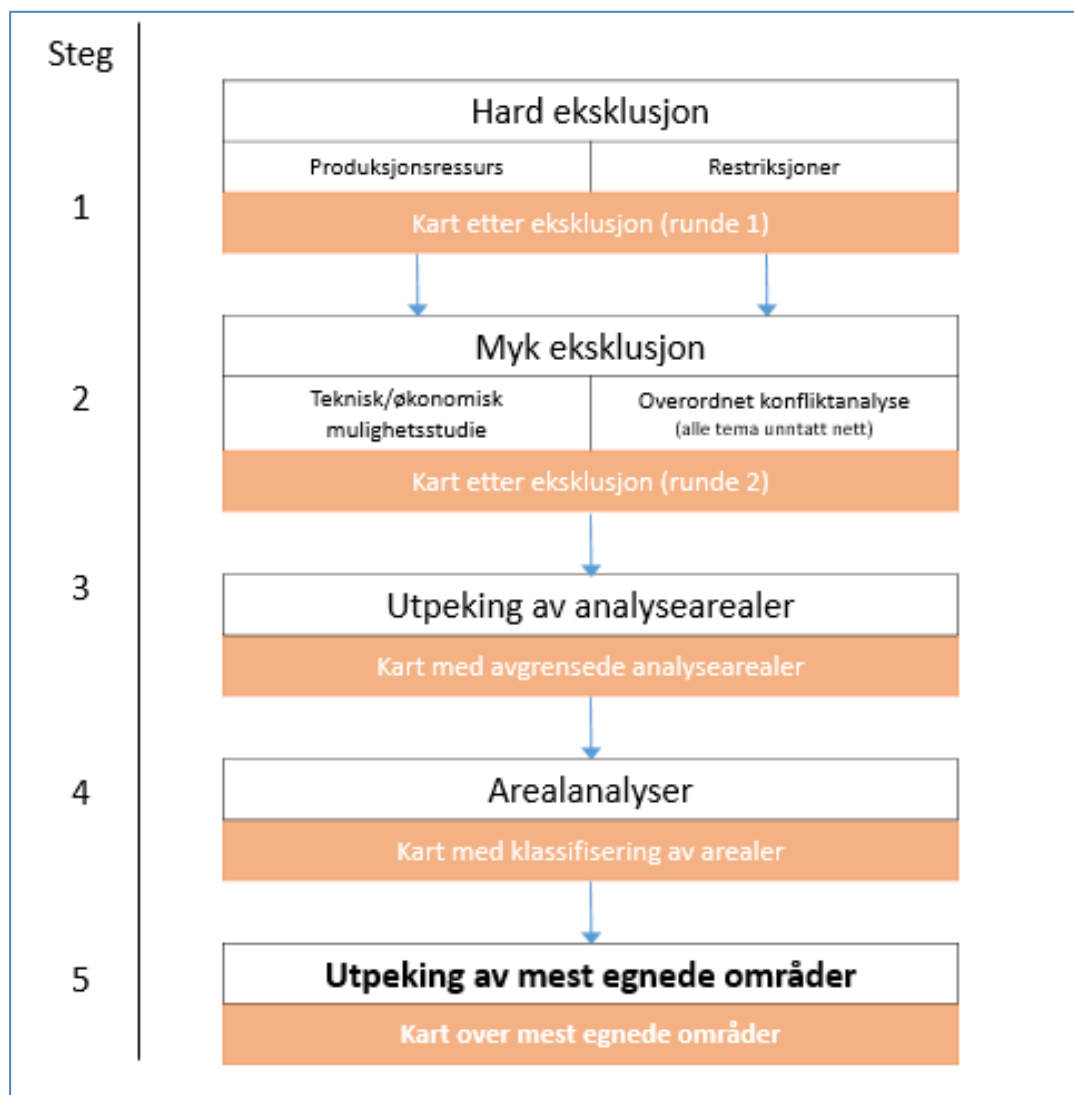 Steg
Hard eksklusjon
Produksjonsressurs
Restriksjoner
1
Kart etter eksklusjon (runde 1)
Myk eksklusjon
2
Teknisk/økonomisk
mulighetsstudie
Overordnet konfliktanalyse
(alle tema unntatt nett)
Kart etter eksklusjon (runde 2)
3
Utpeking av analysearealer
Kart med avgrensede analysearealer
4
Arealanalyser
Kart med klassifisering av arealer
5
Utpeking av mest egnede områder
Kart over mest egnede områder